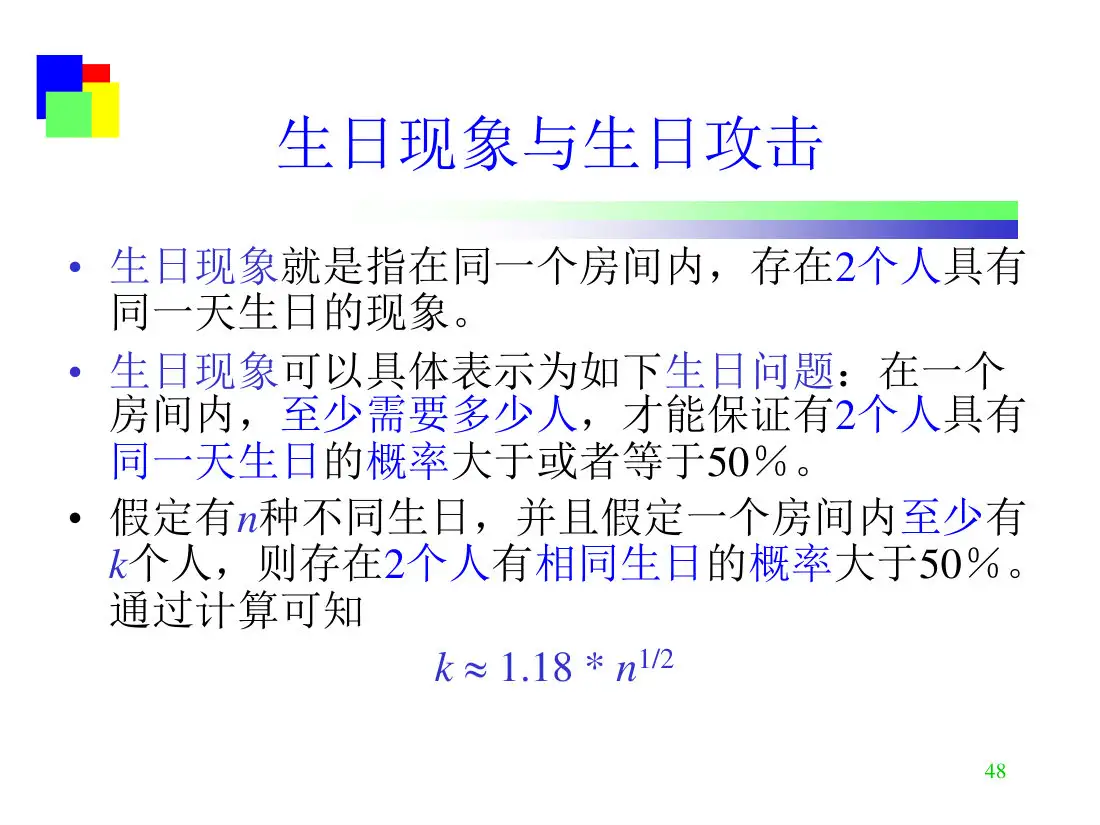 生日现象与生日攻击
• 生日现象就是指在同一个房间内，存在2个人具有
同一天生日的现象。
• 生日现象可以具体表示为如下生日问题：在一个
房间内，至少需要多少人，才能保证有2个人具有
同一天生日的概率大于或者等于50％。
• 假定有n种不同生日，并且假定一个房间内至少有
k个人，则存在2个人有相同生日的概率大于50％。
通过计算可知
k ≈ 1.18 * n^{1/2}
48